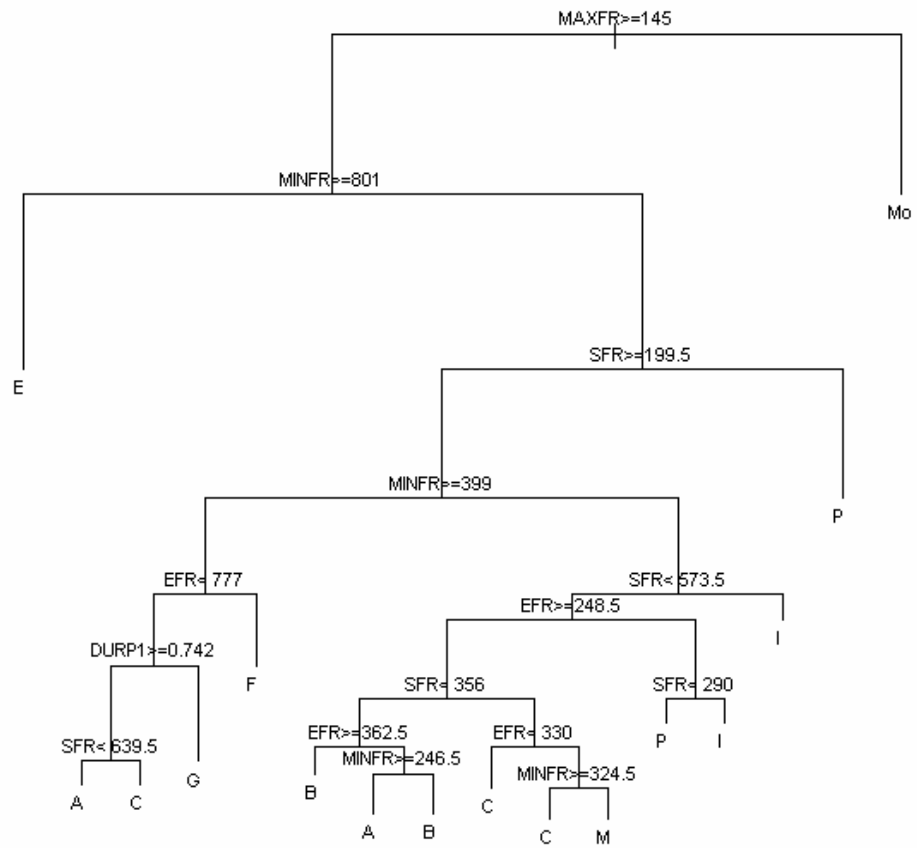 MAXFR>=145
MINFR>=801
Mo
SFR>=199.5
E
MINFR>=399
P
EFR< 777
SFR< 573.5
EFR>=248.5
I
DURP1>=0.742
F
SFR< 356
SFR< 290
EFR>=362.5
EFR< 330
P
I
SFR< 639.5
MINFR>=246.5
G
B
MINFR>=324.5
A
C
C
A
B
C
M